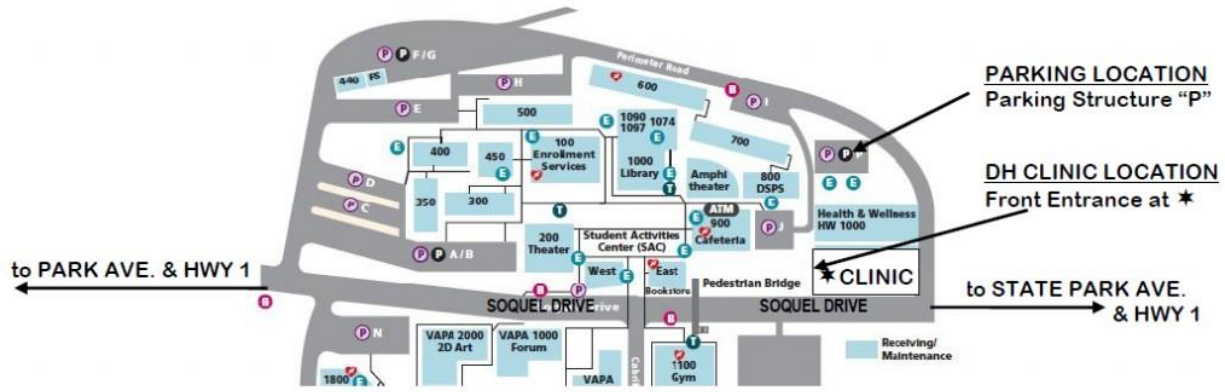 P P F/G
440 FS
P H
P E
500
Perimeter Road
600
B
P I
PARKING LOCATION
Parking Structure “P”
E
1090 1074
1097
E
E
100
Enrollment
Services
E
400
450
E
1000
Library
E
T
700
P P P
E E
Amphi
theater
800
DSPS
E
DH CLINIC LOCATION
Front Entrance at ★
P D
P C
350
300
T
ATM
E 900
Cafeteria
P J
Health & Wellness
HW 1000
P P A/B
200
Theater
E
Student Activities
Center (SAC)
E
to PARK AVE. & HWY 1
B
West
E
East
Bookstore
Pedestrian Bridge
★ CLINIC
B
P
SOQUEL DRIVE
Drive
SOQUEL DRIVE
to STATE PARK AVE.
& HWY 1
P N
B
VAPA 2000
2D Art
VAPA 1000
Forum
T
Receiving/
Maintenance
1800
E
VAPA
1100
Gym